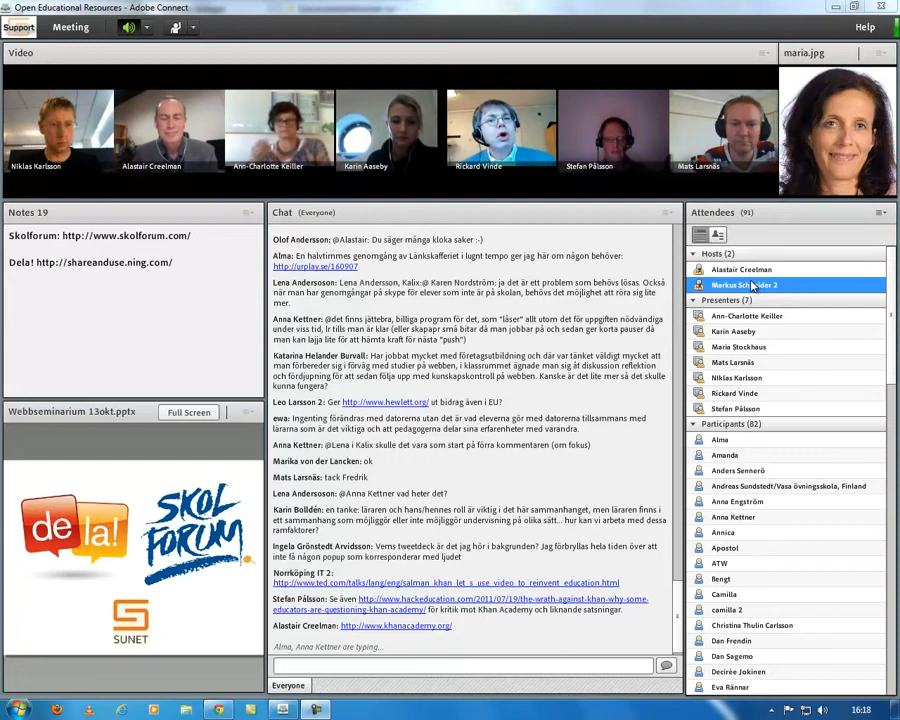 Open Educational Resources - Adobe Connect
Support Meeting Help
Video
maria.jpg
Niklas Karlsson
Alastair Creelman
Ann-Charlotte Keiller
Karin Aaseby
Rickard Vinde
Stefan Pålsson
Mats Larsnäs
Notes 19
Skolforum: http://www.skolforum.com/
Dela! http://shareanduse.ning.com/
Webbseminarium 13okt.pptx
Full Screen
de
la!
SKOL
FORUM
SUNET
Chat (Everyone)
Olof Andersson: @Alastair: Du säger många kloka saker :-)
Alma: En halvtimmes genomgång av Länkskafferiet i lugnt tempo ger jag här om någon behöver:
http://urplay.se/160907
Lena Andersoson: Lena Andersson, Kalix:@ Karen Nordström: ja det är ett problem som behövs lösas. Också
när man har genomgångar på skype för elever som inte är på skolan, behövs det möjlighet att röra sig lite
mer.
Anna Kettner: @det finns jättebra, billiga program för det, som "låser" allt utom det för uppgiften nödvändiga
under viss tid, lr tills man är klar (eller skapapr små bitar då man jobbar på och sedan ger korta pauser då
man kan lajja lite för att hämta kraft för nästa "push")
Katarina Helander Burvall: Har jobbat mycket med företagsutbildning och där var tänket väldigt mycket att
man förbereder sig i förväg med studier på webben, i klassrummet ägnade man sig åt diskussion reflektion
och fördjupning för att sedan följa upp med kunskapskontroll på webben. Kanske är det lite mer så det skulle
kunna fungera?
Leo Larsson 2: Ger http://www.hewlett.org/ ut bidrag även i EU?
ewa: Ingenting förändras med datorerna utan det är vad eleverna gör med datorerna tillsammans med
lärarna som är det viktiga och att pedagogerna delar sina erfarenheter med varandra.
Anna Kettner: @Lena i Kalix skulle det vara som start på förra kommentaren (om fokus)
Marika von der Lancken: ok
Mats Larsnäs: tack Fredrik
Lena Andersoson: @Anna Kettner vad heter det?
Karin Bolldén: en tanke: läraren och hans/hennes roll är viktig i det här sammanhanget, men läraren finns i
ett sammanhang som möjliggör eller inte möjliggör undervisning på olika sätt... hur kan vi arbeta med dessa
ramfaktorer?
Ingela Grönstedt Arvidsson: Vems tweetdeck är det jag hör i bakgrunden? Jag förbryllas hela tiden över att
inte få någon popup som korresponderar med ljudet
Norrköping IT 2:
http://www.ted.com/talks/lang/eng/salman_khan_let_s_use_video_to_reinvent_education.html
Stefan Pålsson: Se även http://www.hackeducation.com/2011/07/19/the-wrath-against-khan-why-some-
educators-are-questioning-khan-academy/ för kritik mot Khan Academy och liknande satsningar.
Alastair Creelman: http://www.khanacademy.org/
Alma, Anna Kettner are typing...
Everyone
Attendees (91)
Hosts (2)
Alastair Creelman
Markus 2
Presenters (7)
Ann-Charlotte Keiller
Karin Aaseby
Maria Stockhaus
Mats Larsnäs
Niklas Karlsson
Rickard Vinde
Stefan Pålsson
Participants (82)
Alma
Amanda
Anders Sennerö
Andreas Sundstedt/Vasa övningsskola, Finland
Anna Engström
Anna Kettner
Annica
Apostol
ATW
Bengt
Camilla
camilla 2
Christina Thulin Carlsson
Dan Frendin
Dan Sagemo
Decirèe Jokinen
Eva Rännar
16:18